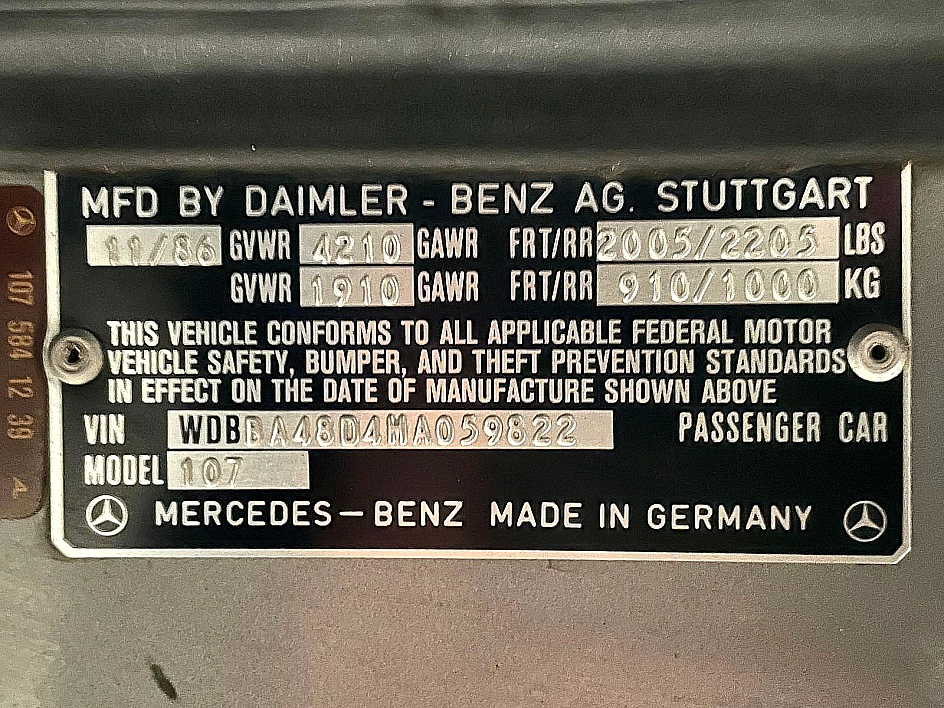 MFD BY DAIMLER - BENZ AG. STUTTGART
11/86 GVWR 4210 GAWR FRT/RR 2005/2205 LBS
GVWR 1910 GAWR FRT/RR 910/1000 KG
THIS VEHICLE CONFORMS TO ALL APPLICABLE FEDERAL MOTOR
VEHICLE SAFETY, BUMPER, AND THEFT PREVENTION STANDARDS
IN EFFECT ON THE DATE OF MANUFACTURE SHOWN ABOVE
VIN WDBBA48D4HA059822 PASSENGER CAR
MODEL 107
MERCEDES - BENZ MADE IN GERMANY
107 584 12 39